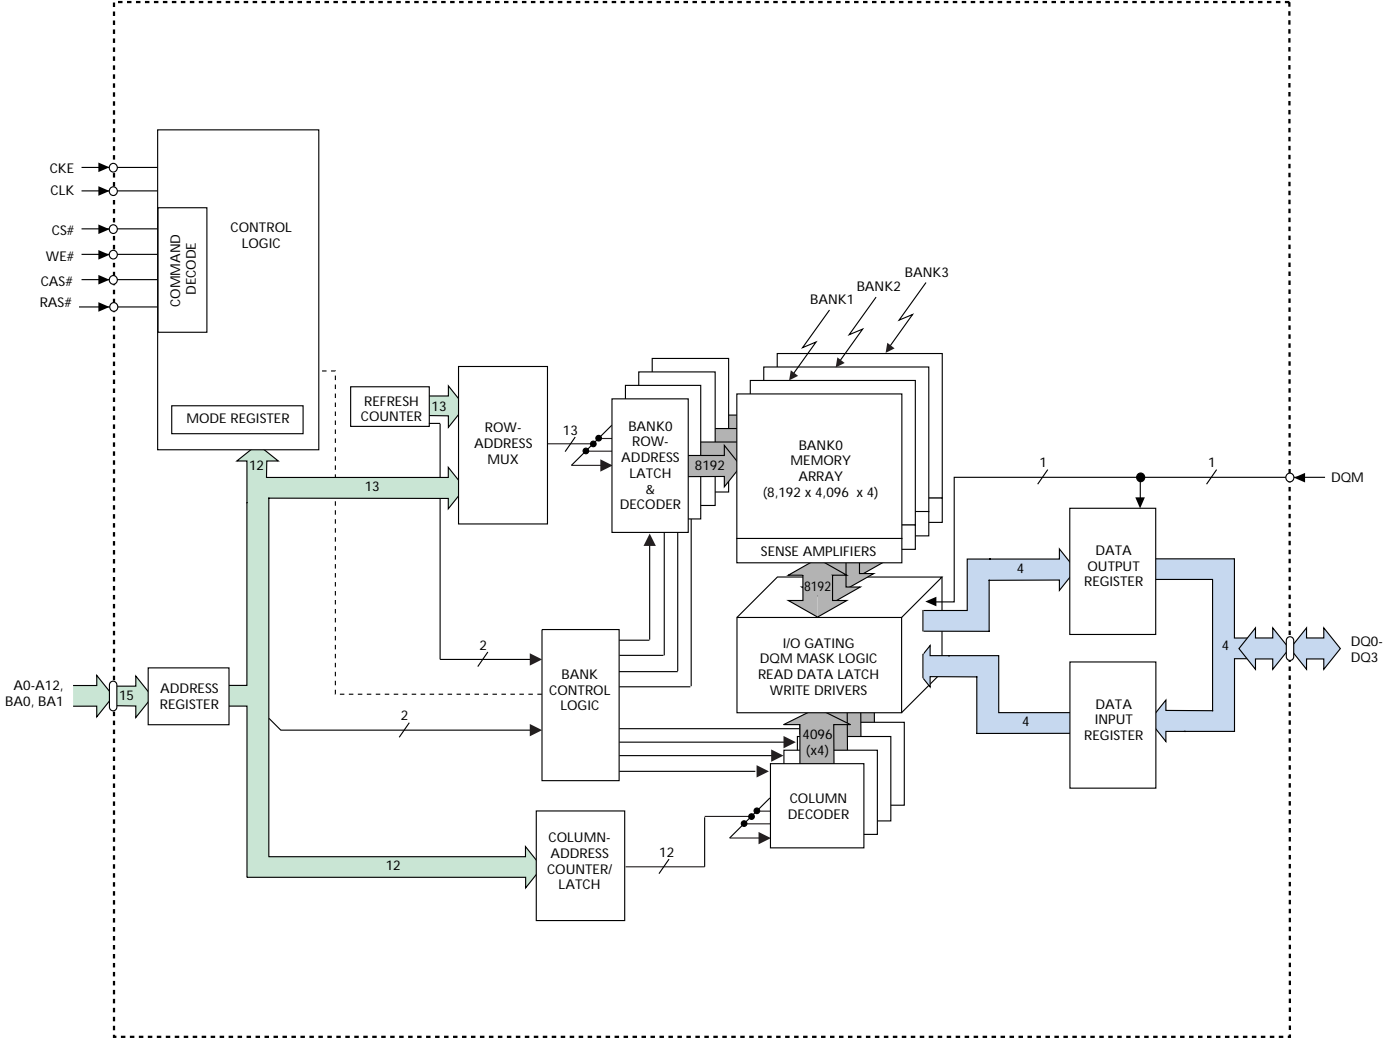 CKE
CLK
CS#
WE#
CAS#
RAS#
COMMAND
DECODE
CONTROL
LOGIC
MODE REGISTER
12
REFRESH
COUNTER
13
13
ROW-
ADDRESS
MUX
13
BANK0
ROW-
ADDRESS
LATCH
&
DECODER
8192
BANK1
BANK2
BANK3
BANK0
MEMORY
ARRAY
(8,192 x 4,096 x 4)
SENSE AMPLIFIERS
8192
I/O GATING
DQM MASK LOGIC
READ DATA LATCH
WRITE DRIVERS
1
1
DQM
DATA
OUTPUT
REGISTER
4
4
DQ0-
DQ3
DATA
INPUT
REGISTER
4
A0-A12,
BA0, BA1
15
ADDRESS
REGISTER
2
2
BANK
CONTROL
LOGIC
4096
(x4)
COLUMN
DECODER
12
COLUMN-
ADDRESS
COUNTER/
LATCH
12